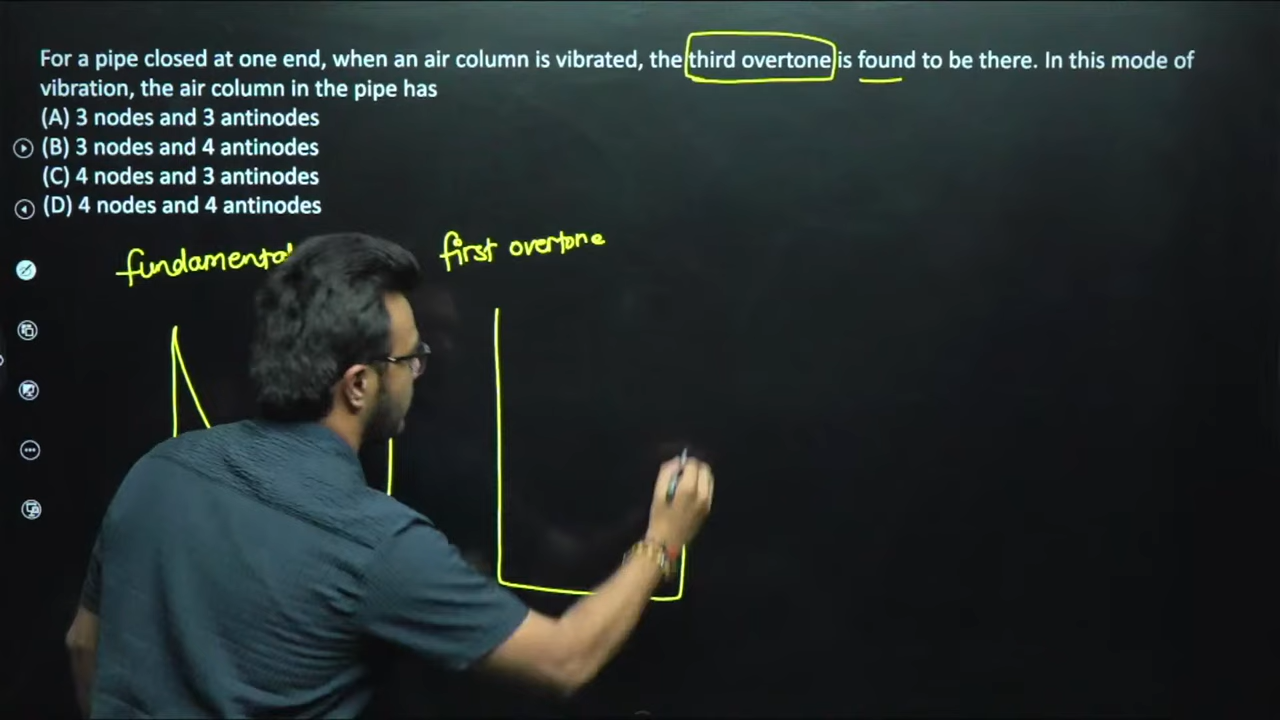 For a pipe closed at one end, when an air column is vibrated, the third overtone is found to be there. In this mode of
vibration, the air column in the pipe has
(A) 3 nodes and 3 antinodes
(B) 3 nodes and 4 antinodes
(C) 4 nodes and 3 antinodes
(D) 4 nodes and 4 antinodes
fundamental
first overtone